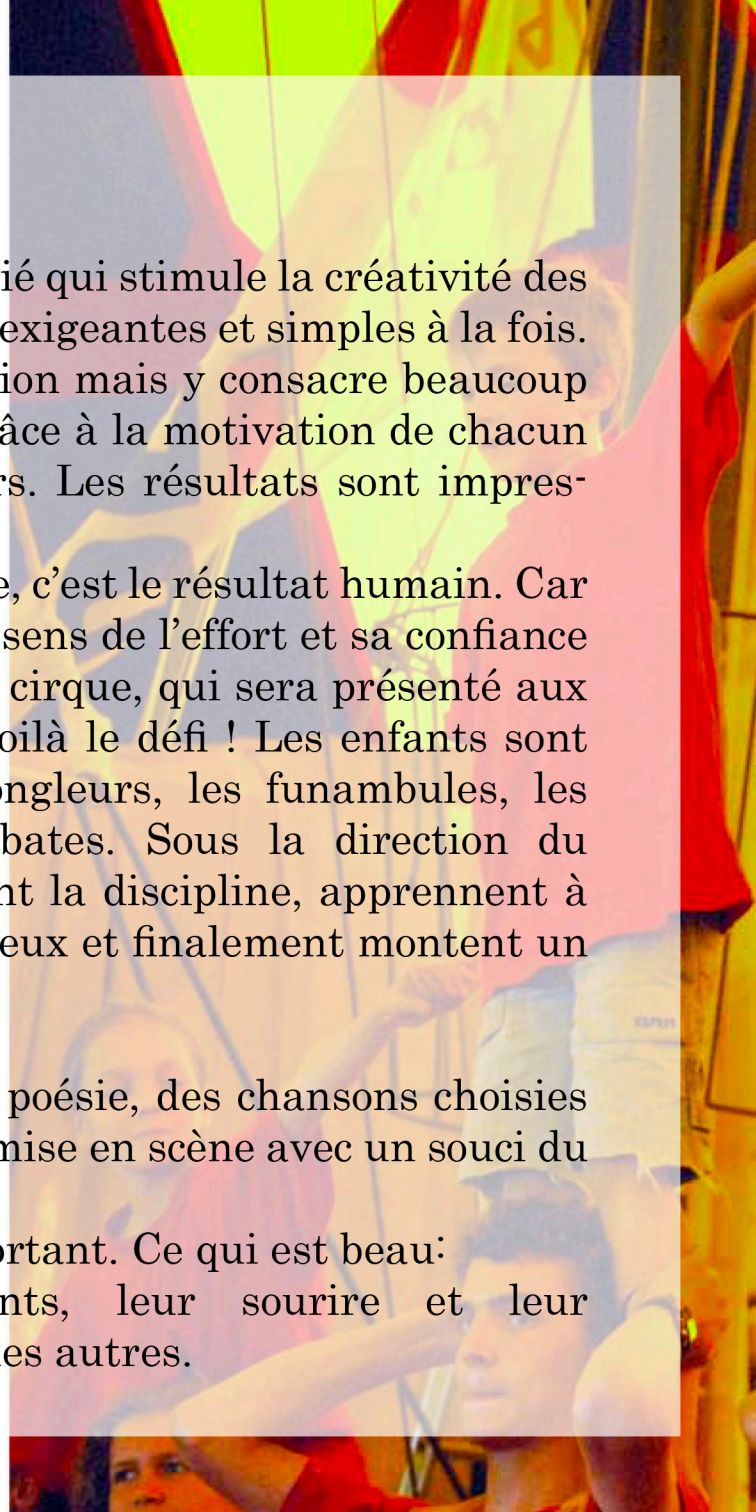 ié qui stimule la créativité des
exigeantes et simples à la fois.
ion mais y consacre beaucoup
âce à la motivation de chacun
rs. Les résultats sont impres-
e, c’est le résultat humain. Car
sens de l’effort et sa confiance
cirque, qui sera présenté aux
oilà le défi ! Les enfants sont
ongleurs, les funambules, les
bates. Sous la direction du
nt la discipline, apprennent à
eux et finalement montent un
poésie, des chansons choisies
mise en scène avec un souci du
ortant. Ce qui est beau:
nts, leur sourire et leur
les autres.